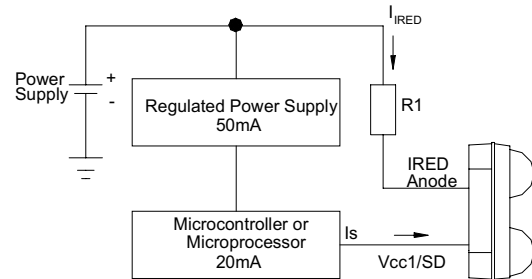 I IRED
Power
Supply
+
-
Regulated Power Supply
50mA
R1
IRED
Anode
Microcontroller or
Microprocessor
20mA
Is
Vcc1/SD